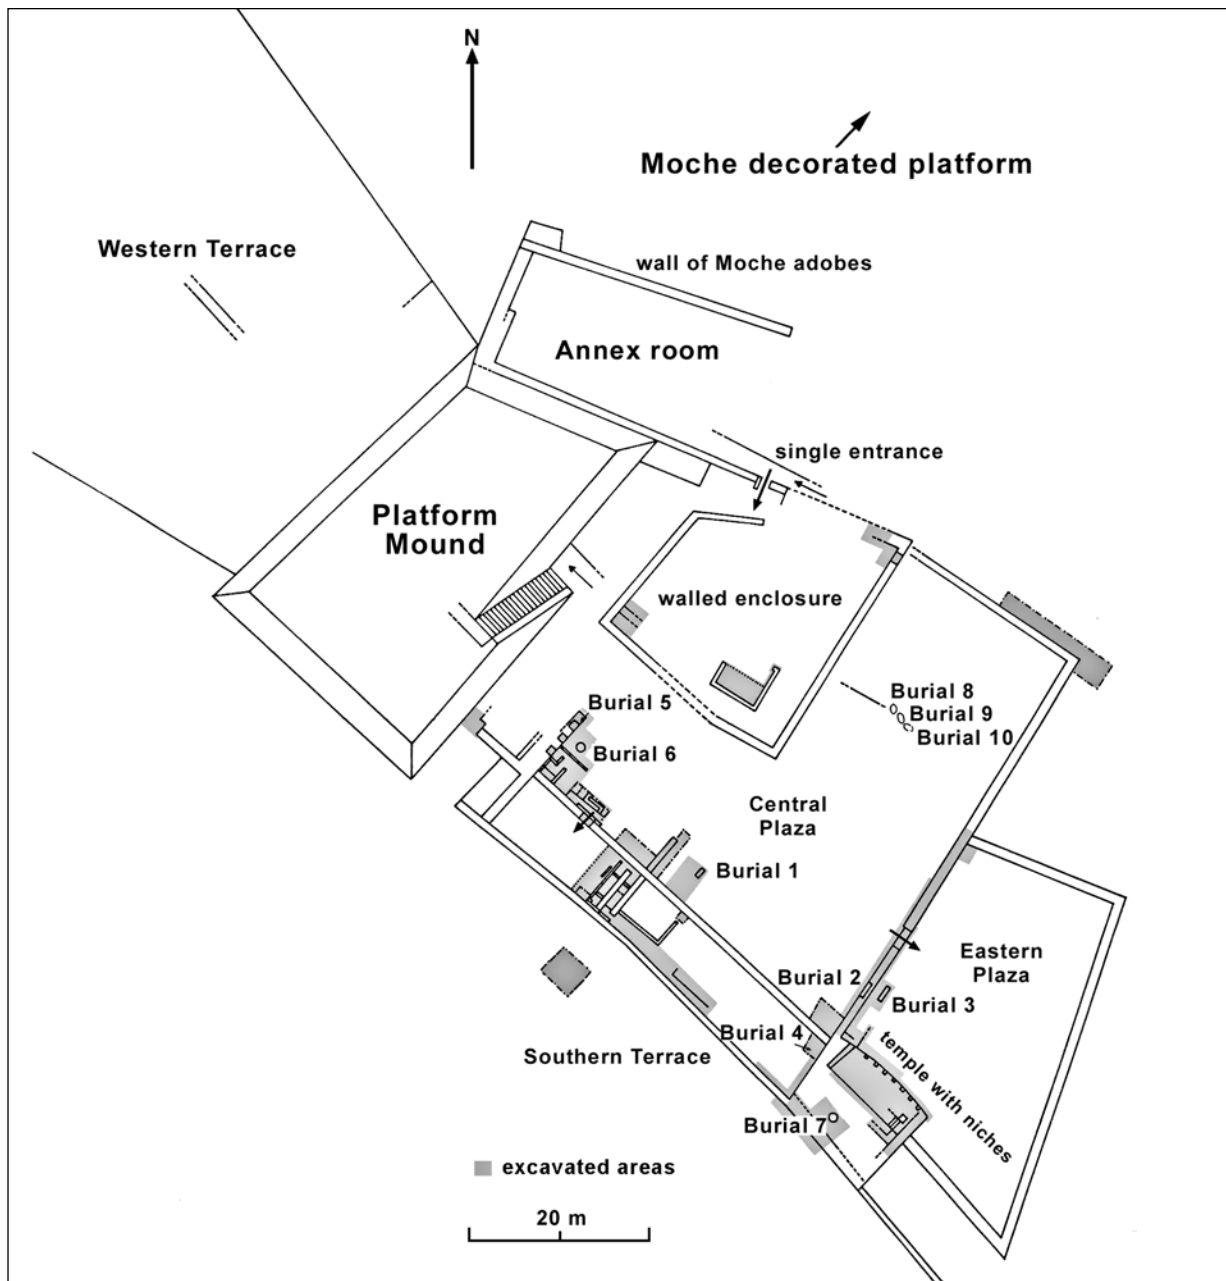 N
Moche decorated platform
Western Terrace
wall of Moche adobes
Annex room
single entrance
Platform
Mound
walled enclosure
Burial 8
Burial 5
Burial 9
Burial 10
Burial 6
Central
Plaza
Burial 1
Eastern
Plaza
Burial 2
Burial 3
Burial 4
temple with niches
Southern Terrace
Burial 7
excavated areas
20 m